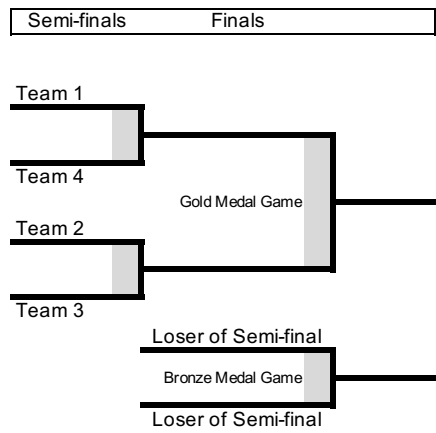 Semi-finals Finals
Team 1
Team 4
Gold Medal Game
Team 2
Team 3
Loser of Semi-final
Bronze Medal Game
Loser of Semi-final